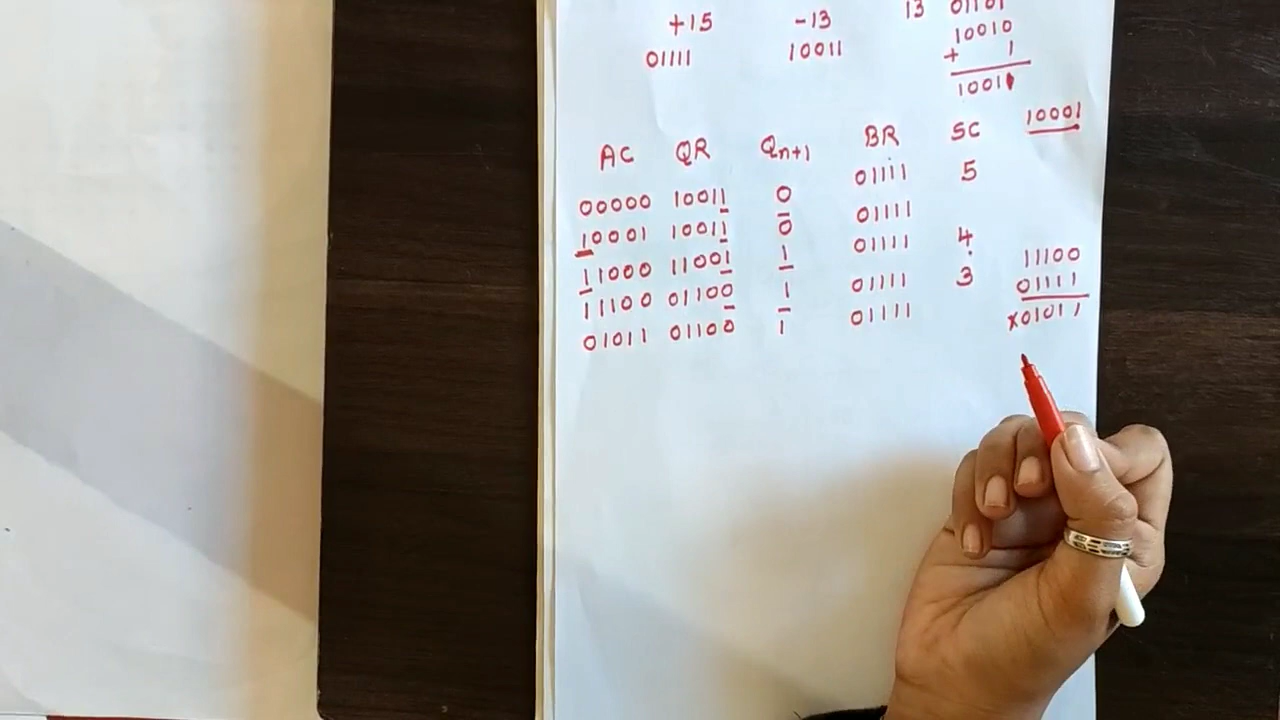 +15 -13 13 01101
01111 10011 10010
+ 1
10011
10001
AC QR Qn+1 BR SC
00000 10011 0 01111 5
10001 10011 0 01111
11000 11001 1 01111 4
11100 01100 1 01111 3
01011 01100 1 01111
11100
01111
x01011